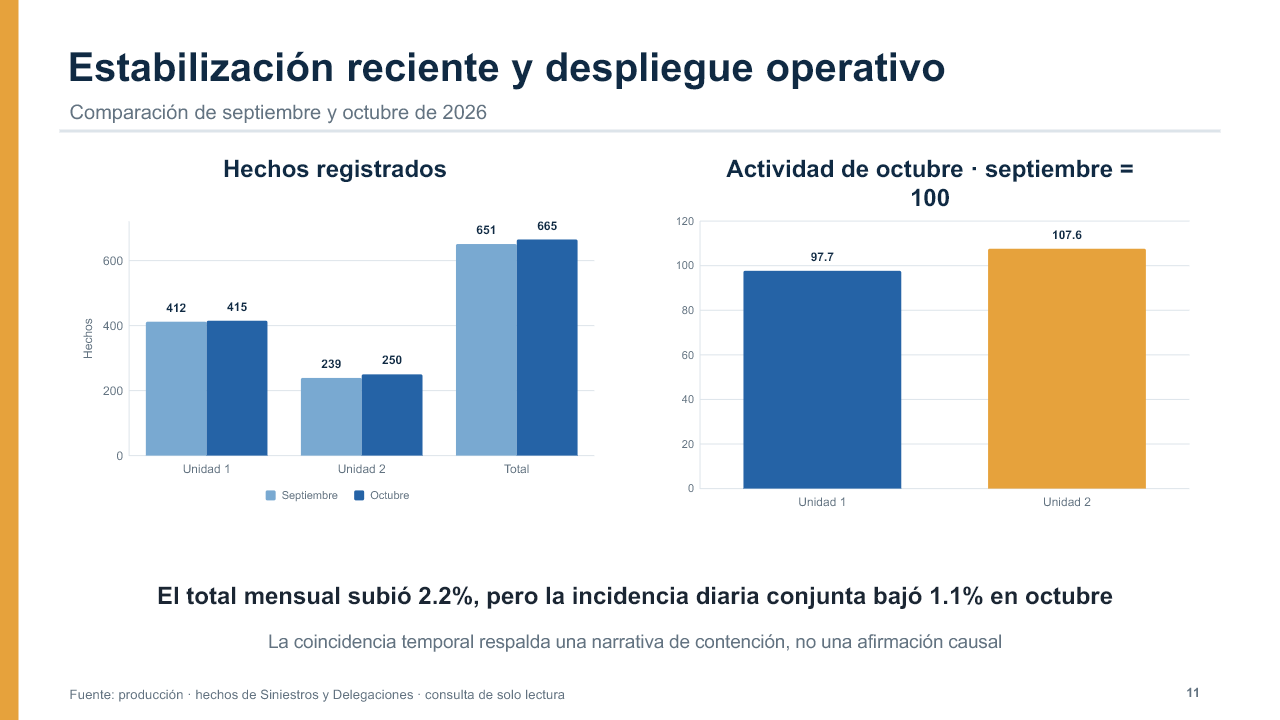 Estabilización reciente y despliegue operativo
Comparación de septiembre y octubre de 2026
Hechos registrados
Hechos
600
400
200
0
412
415
239
250
651
665
Unidad 1
Unidad 2
Total
Septiembre
Octubre
Actividad de octubre · septiembre =
100
120
100
80
60
40
20
0
97.7
107.6
Unidad 1
Unidad 2
El total mensual subió 2.2%, pero la incidencia diaria conjunta bajó 1.1% en octubre
La coincidencia temporal respalda una narrativa de contención, no una afirmación causal
Fuente: producción · hechos de Siniestros y Delegaciones · consulta de solo lectura
11